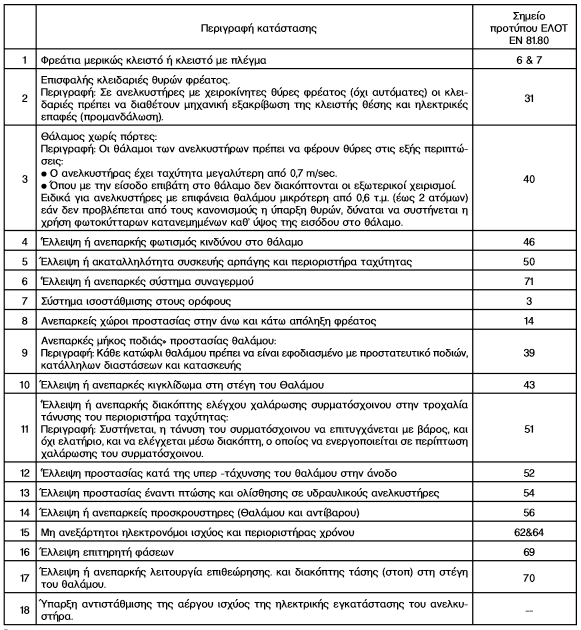 Περιγραφή κατάστασης
Σημείο
προτύπου ΕΛΟΤ
EN 81.80
1 Φρεάτια μερικώς κλειστό ή κλειστό με πλέγμα 6 & 7
Επισφαλής κλειδαριές θυρών φρέατος.
Περιγραφή: Σε ανελκυστήρες με χειροκίνητες θύρες φρέατος (όχι αυτόματες) οι κλει-
2 δαριές πρέπει να διαθέτουν μηχανική εξακρίβωση της κλειστής θέσης και ηλεκτρικές 31
επαφές (προμανδάλωση).
Θάλαμος χωρίς πόρτες:
Περιγραφή: Οι θάλαμοι των ανελκυστήρων πρέπει να φέρουν θύρες στις εξής περιπτώ-
σεις:
● Ο ανελκυστήρας έχει ταχύτητα μεγαλύτερη από 0,7 m/sec.
3 ● Όπου με την είσοδο επιβάτη στο θάλαμο δεν διακόπτονται οι εξωτερικοί χειρισμοί. 40
Ειδικά για ανελκυστήρες με επιφάνεια θαλάμου μικρότερη από 0,6 τ.μ. (έως 2 ατόμων)
εάν δεν προβλέπεται από τους κανονισμούς η ύπαρξη θυρών, δύναται να συστήνεται η
χρήση φωτοκύτταρων κατανεμημένων καθ' ύψος της εισόδου στο θάλαμο.
4 Έλλειψη ή ανεπαρκής φωτισμός κινδύνου στο θάλαμο 46
5 Έλλειψη ή ακαταλληλότητα συσκευής αρπάγης και περιοριστήρα ταχύτητας 50
6 Έλλειψη ή ανεπαρκές σύστημα συναγερμού 71
7 Σύστημα ισοστάθμισης στους ορόφους 3
8 Ανεπαρκείς χώροι προστασίας στην άνω και κάτω απόληξη φρέατος 14
Ανεπαρκές μήκος ποδιάς» προστασίας θαλάμου:
9 Περιγραφή: Κάθε κατώφλι θαλάμου πρέπει να είναι εφοδιασμένο με προστατευτικό ποδιών, 39
κατάλληλων διαστάσεων και κατασκευής
10 Έλλειψη ή ανεπαρκές κιγκλίδωμα στη στέγη του Θαλάμου 43
Έλλειψη ή ανεπαρκής διακόπτης ελέγχου χαλάρωσης συρματόσχοινου στην τροχαλία
τάνυσης του περιοριστήρα ταχύτητας:
11 Περιγραφή: Συστήνεται, η τάνυση του συρματόσχοινου να επιτυγχάνεται με βάρος, και 51
όχι ελατήριο, και να ελέγχεται μέσω διακόπτη, ο οποίος να ενεργοποιείται σε περίπτωση
χαλάρωσης του συρματόσχοινου.
12 Έλλειψη προστασίας κατά της υπερ -τάχυνσης του θαλάμου στην άνοδο 52
13 Έλλειψη προστασίας έναντι πτώσης και ολίσθησης σε υδραυλικούς ανελκυστήρες 54
14 Έλλειψη ή ανεπαρκείς προσκρουστηρες (Θαλάμου και αντίβαρου) 56
15 Μη ανεξάρτητοι ηλεκτρονόμοι ισχύος και περιοριστήρας χρόνου 62&64
16 Έλλειψη επιτηρητή φάσεων 69
17 Έλλειψη ή ανεπαρκής λειτουργία επιθεώρησης. και διακόπτης τάσης (στοπ) στη στέγη 70
του θαλάμου.
18 Ύπαρξη αντιστάθμισης της αέργου ισχύος της ηλεκτρικής εγκατάστασης του ανελκυ- ---
στήρα.